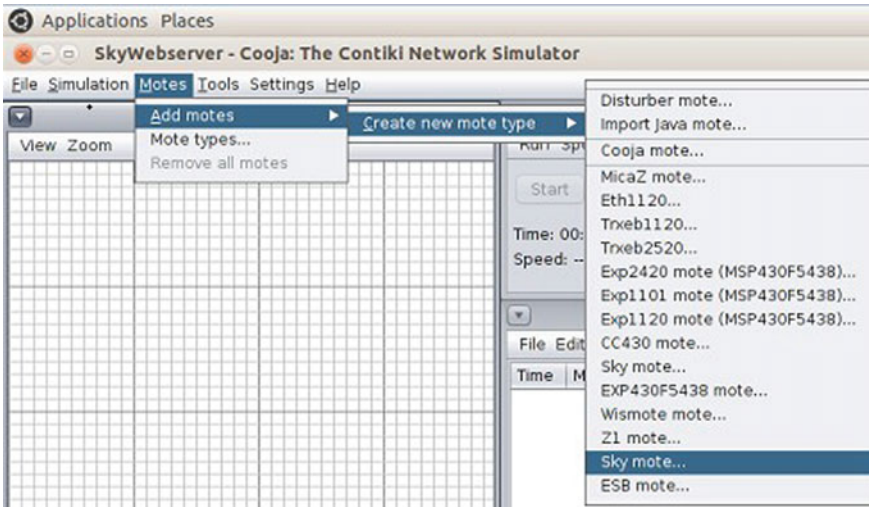 Applications Places
SkyWebserver - Cooja: The Contiki Network Simulator
File Simulation Motes Tools Settings Help
Add motes
Mote types...
Remove all motes
Create new mote type
View Zoom
Run
Start
Time: 00:
Speed: --
File Edit
Time M
Disturber mote...
Import Java mote...
Cooja mote...
MicaZ mote...
Eth1120...
Trxeb1120...
Trxeb2520...
Exp2420 mote (MSP430F5438)...
Exp1101 mote (MSP430F5438)...
Exp1120 mote (MSP430F5438)...
CC430 mote...
Sky mote...
EXP430F5438 mote...
Wismote mote...
Z1 mote...
Sky mote...
ESB mote...